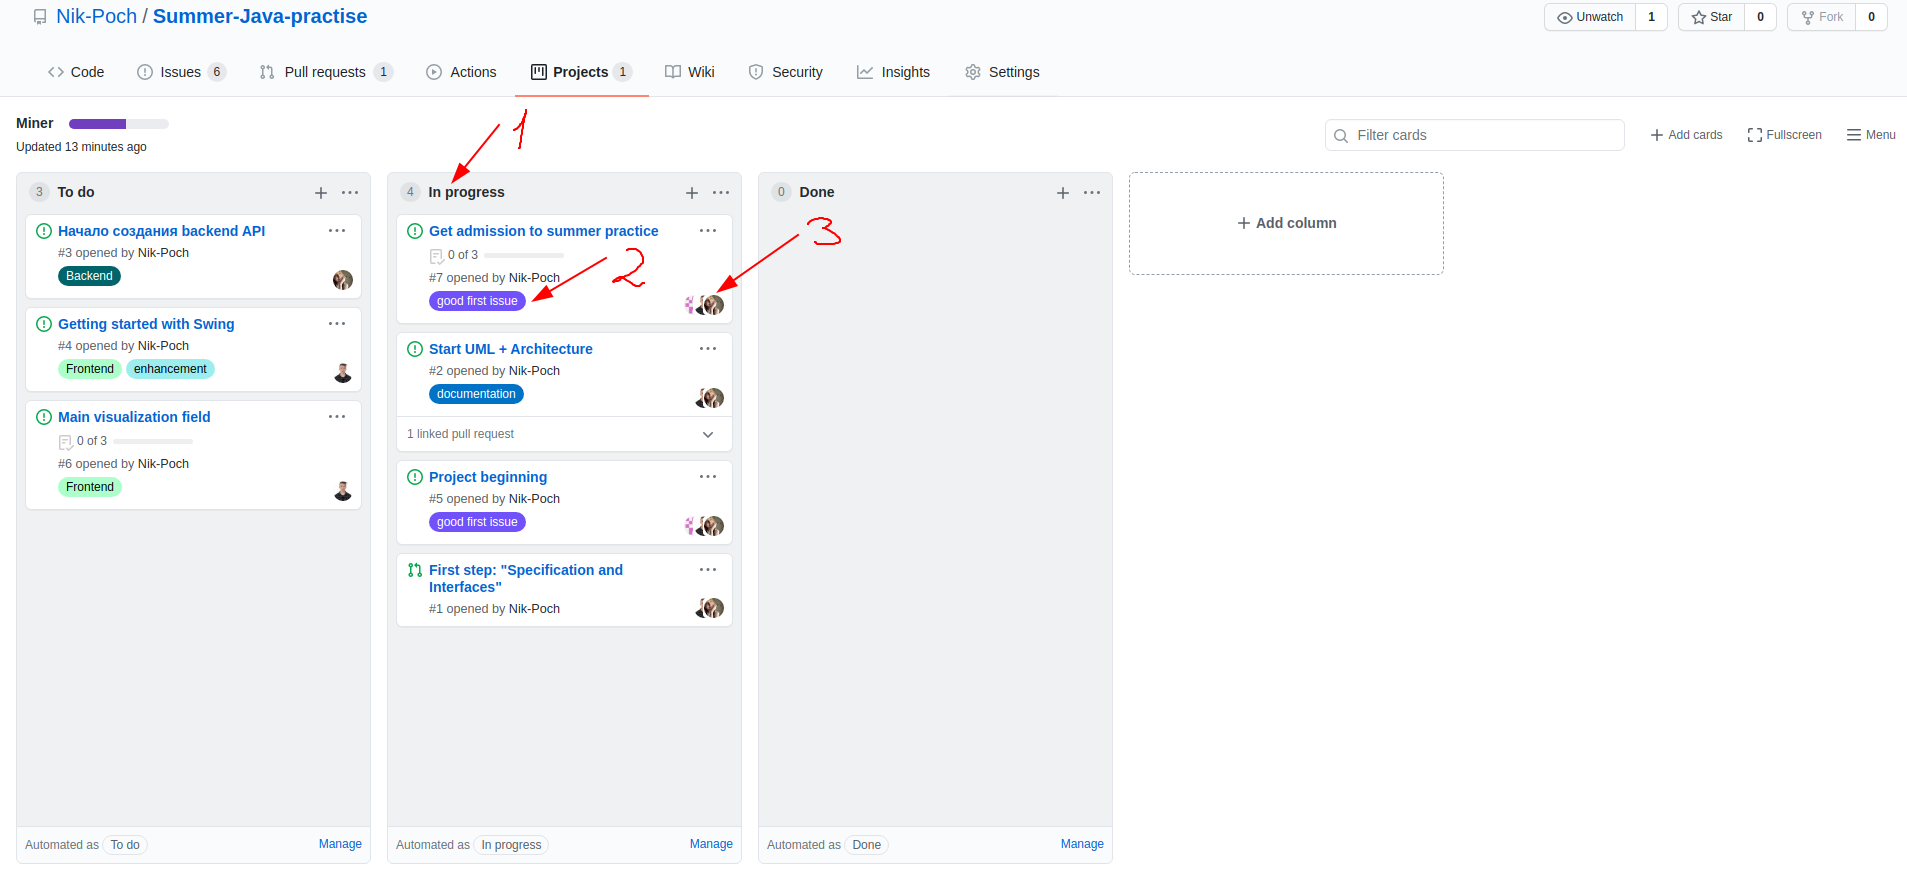 Nik-Poch / Summer-Java-practise
Unwatch 1 Star 0 Fork 0
Code Issues 6 Pull requests 1 Actions Projects 1 Wiki Security Insights Settings
Miner
Updated 13 minutes ago
Filter cards
Add cards Fullscreen Menu
1
3 To do
Начало создания backend API
#3 opened by Nik-Poch
Backend
Getting started with Swing
#4 opened by Nik-Poch
Frontend enhancement
Main visualization field
0 of 3
#6 opened by Nik-Poch
Frontend
Automated as To do Manage
4 In progress
Get admission to summer practice
0 of 3
#7 opened by Nik-Poch
good first issue
2
3
Start UML + Architecture
#2 opened by Nik-Poch
documentation
1 linked pull request
Project beginning
#5 opened by Nik-Poch
good first issue
First step: "Specification and
Interfaces"
#1 opened by Nik-Poch
Automated as In progress Manage
0 Done
Automated as Done Manage
Add column